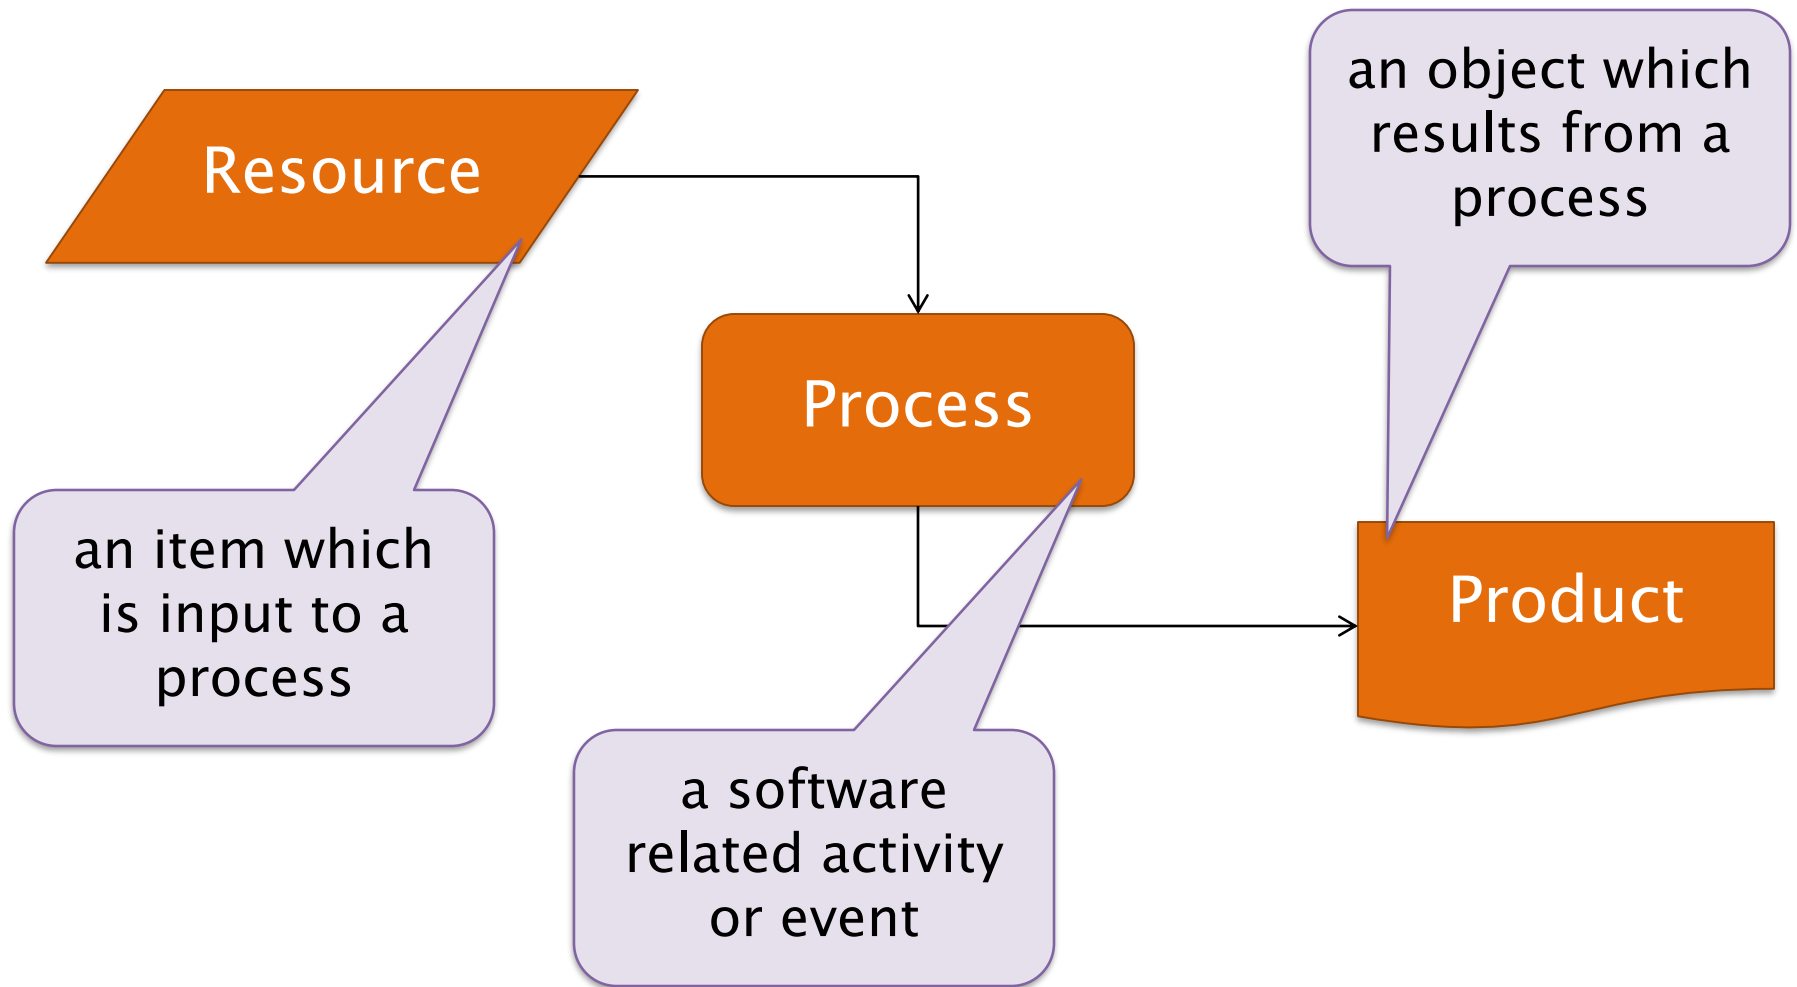 Resource
an item which
is input to a
process
Process
a software
related activity
or event
an object which
results from a
process
Product